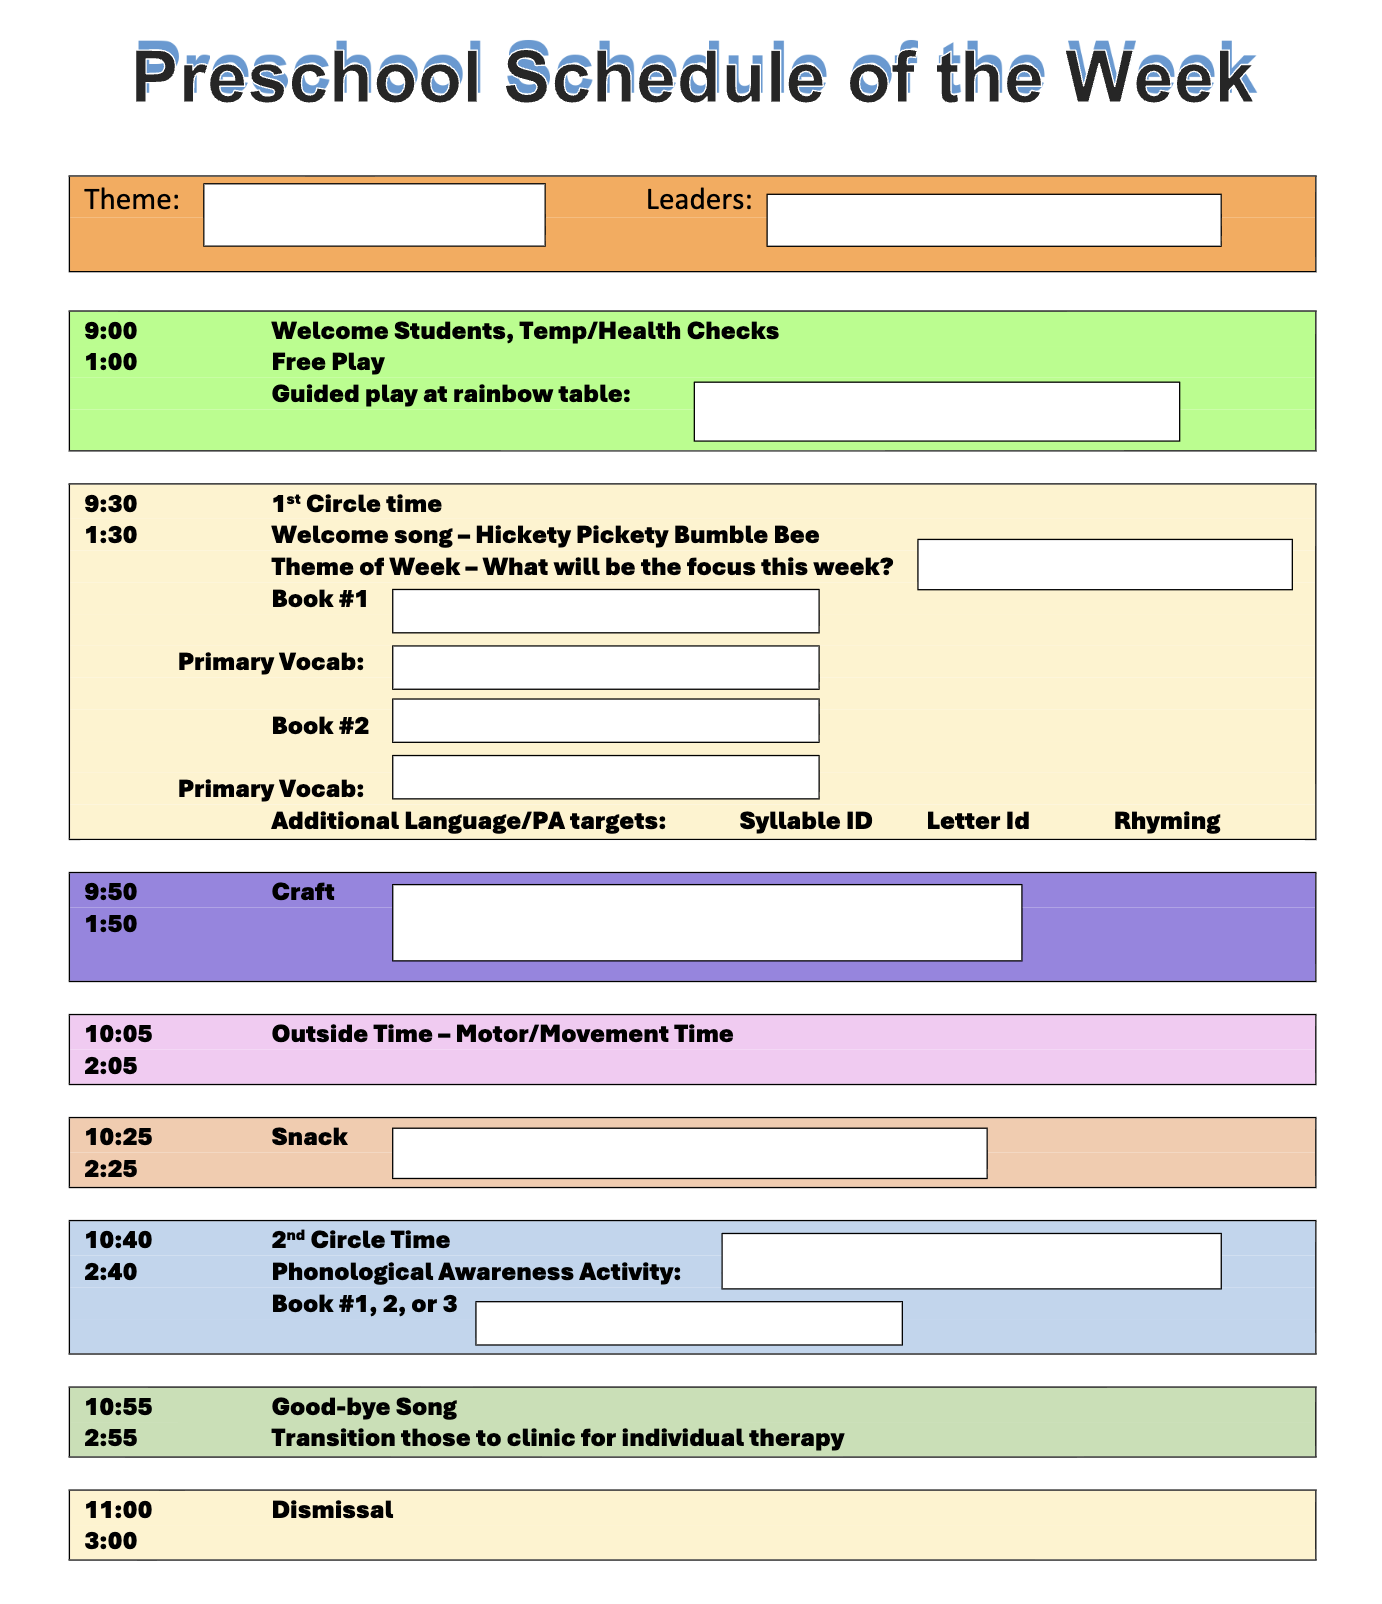 Preschool Schedule of the Week
Theme: Leaders:
9:00 Welcome Students, Temp/Health Checks
1:00 Free Play
Guided play at rainbow table:
9:30 1st Circle time
1:30 Welcome song – Hickety Pickety Bumble Bee
Theme of Week – What will be the focus this week?
Book #1
Primary Vocab:
Book #2
Primary Vocab:
Additional Language/PA targets: Syllable ID Letter Id Rhyming
9:50 Craft
1:50
10:05 Outside Time – Motor/Movement Time
2:05
10:25 Snack
2:25
10:40 2nd Circle Time
2:40 Phonological Awareness Activity:
Book #1, 2, or 3
10:55 Good-bye Song
2:55 Transition those to clinic for individual therapy
11:00 Dismissal
3:00